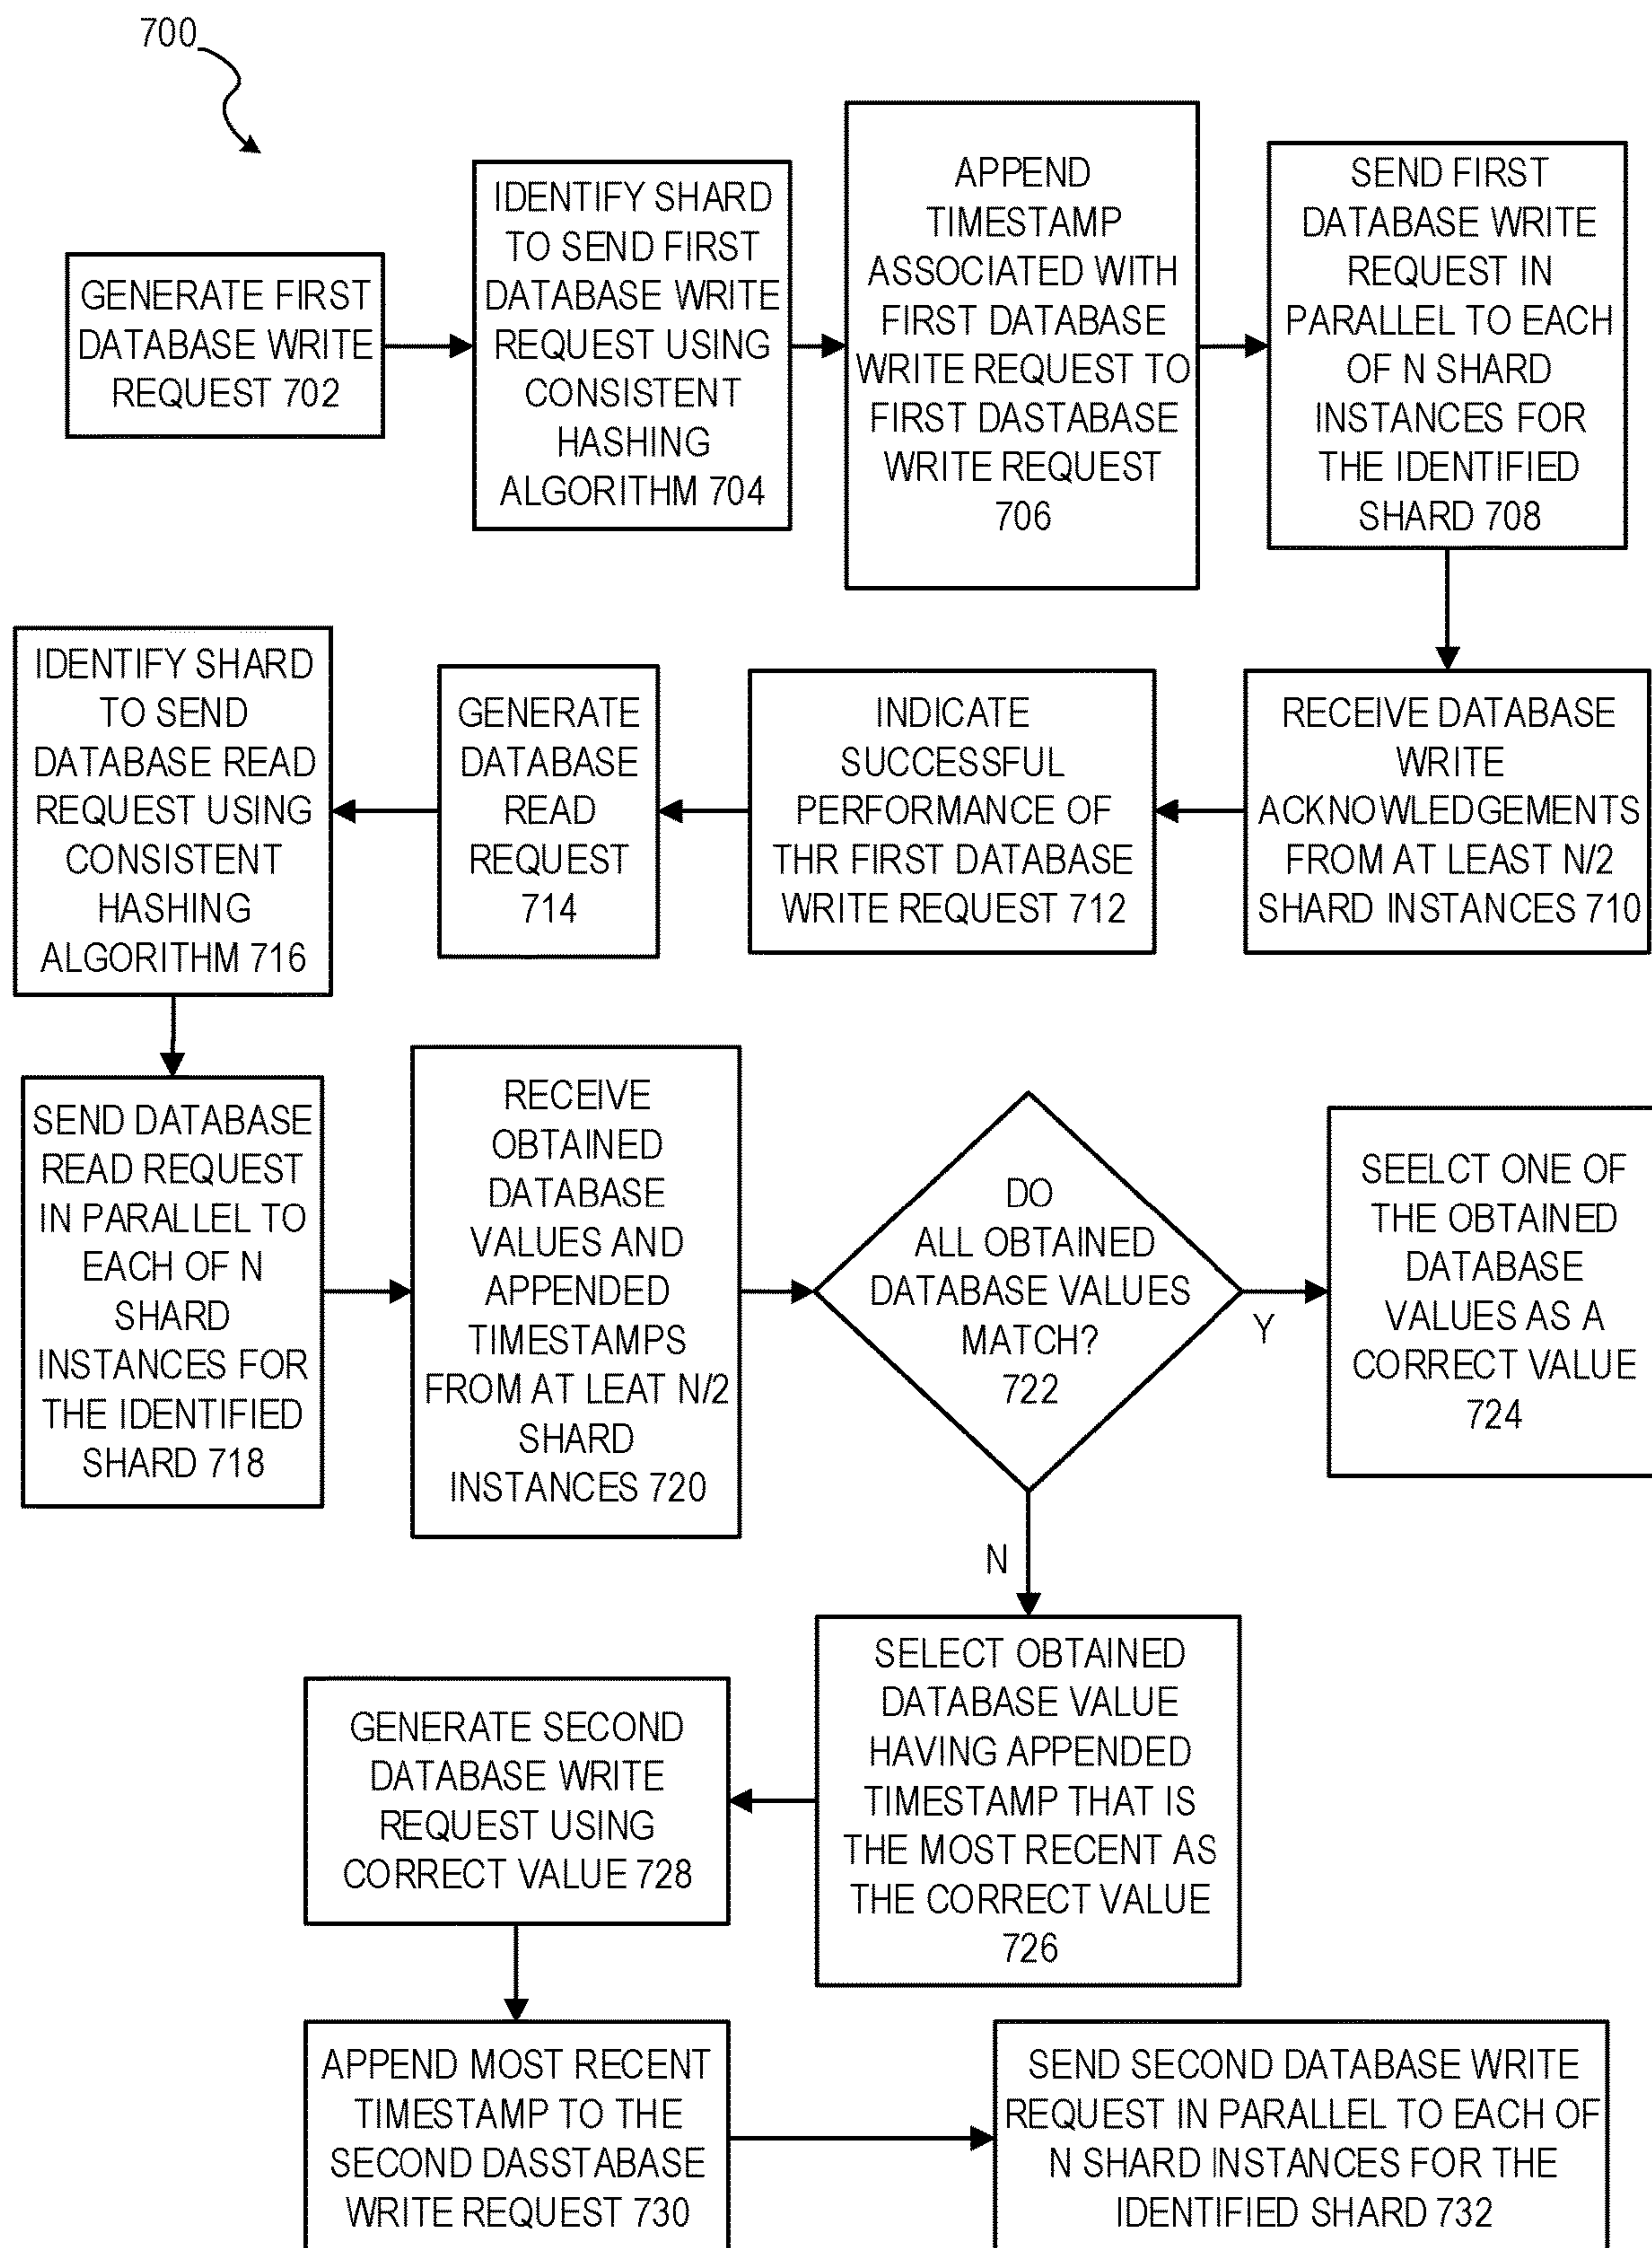 700
GENERATE FIRST
DATABASE WRITE
REQUEST 702
IDENTIFY SHARD
TO SEND FIRST
DATABASE WRITE
REQUEST USING
CONSISTENT
HASHING
ALGORITHM 704
APPEND
TIMESTAMP
ASSOCIATED WITH
FIRST DATABASE
WRITE REQUEST TO
FIRST DASTABASE
WRITE REQUEST
706
SEND FIRST
DATABASE WRITE
REQUEST IN
PARALLEL TO EACH
OF N SHARD
INSTANCES FOR
THE IDENTIFIED
SHARD 708
RECEIVE DATABASE
WRITE
ACKNOWLEDGEMENTS
FROM AT LEAST N/2
SHARD INSTANCES 710
INDICATE
SUCCESSFUL
PERFORMANCE OF
THR FIRST DATABASE
WRITE REQUEST 712
GENERATE
DATABASE
READ
REQUEST
714
IDENTIFY SHARD
TO SEND
DATABASE READ
REQUEST USING
CONSISTENT
HASHING
ALGORITHM 716
SEND DATABASE
READ REQUEST
IN PARALLEL TO
EACH OF N
SHARD
INSTANCES FOR
THE IDENTIFIED
SHARD 718
RECEIVE
OBTAINED
DATABASE
VALUES AND
APPENDED
TIMESTAMPS
FROM AT LEAT N/2
SHARD
INSTANCES 720
DO
ALL OBTAINED
DATABASE VALUES
MATCH?
722
Y
SEELCT ONE OF
THE OBTAINED
DATABASE
VALUES AS A
CORRECT VALUE
724
N
SELECT OBTAINED
DATABASE VALUE
HAVING APPENDED
TIMESTAMP THAT IS
THE MOST RECENT AS
THE CORRECT VALUE
726
GENERATE SECOND
DATABASE WRITE
REQUEST USING
CORRECT VALUE 728
APPEND MOST RECENT
TIMESTAMP TO THE
SECOND DASSTABASE
WRITE REQUEST 730
SEND SECOND DATABASE WRITE
REQUEST IN PARALLEL TO EACH OF
N SHARD INSTANCES FOR THE
IDENTIFIED SHARD 732